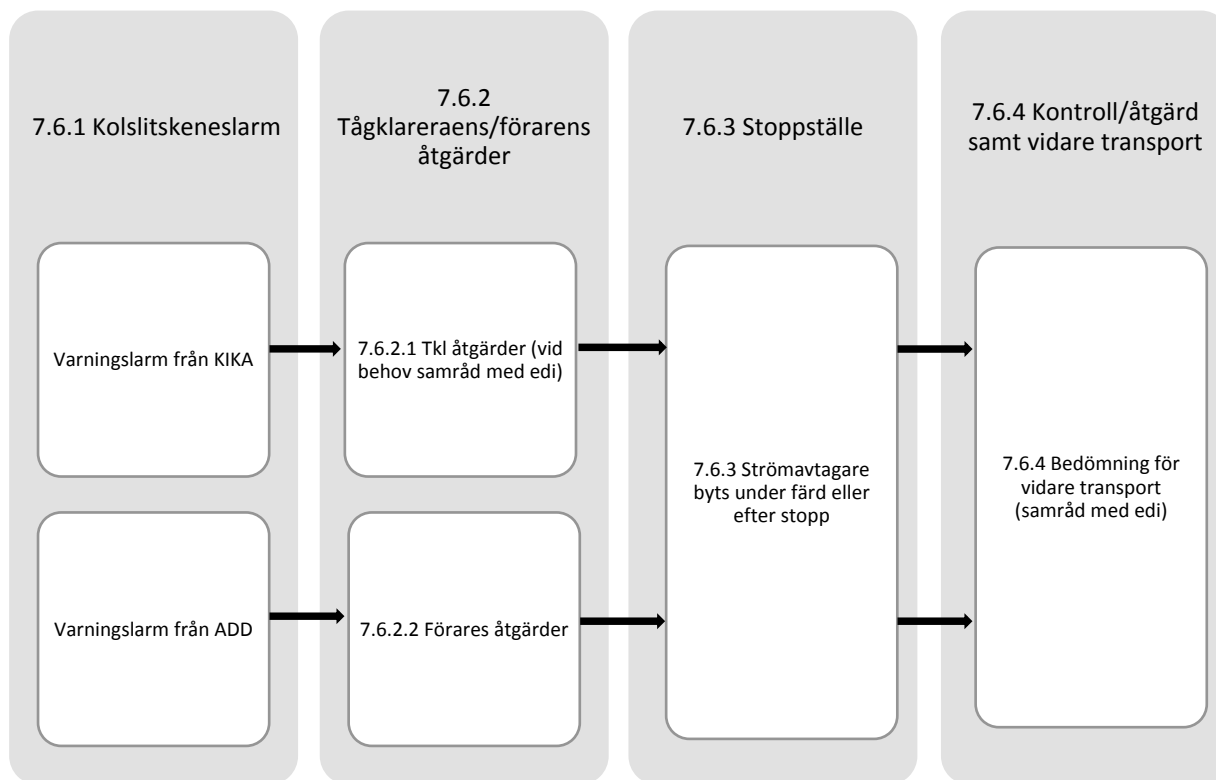 7.6.1 Kolslitskeneslarm
7.6.2
Tågklareraens/förarens
åtgärder
7.6.3 Stoppställe
7.6.4 Kontroll/åtgärd
samt vidare transport
Varningslarm från KIKA
7.6.2.1 Tkl åtgärder (vid
behov samråd med edi)
Varningslarm från ADD
7.6.2.2 Förares åtgärder
7.6.3 Strömavtagare
byts under färd eller
efter stopp
7.6.4 Bedömning för
vidare transport
(samråd med edi)